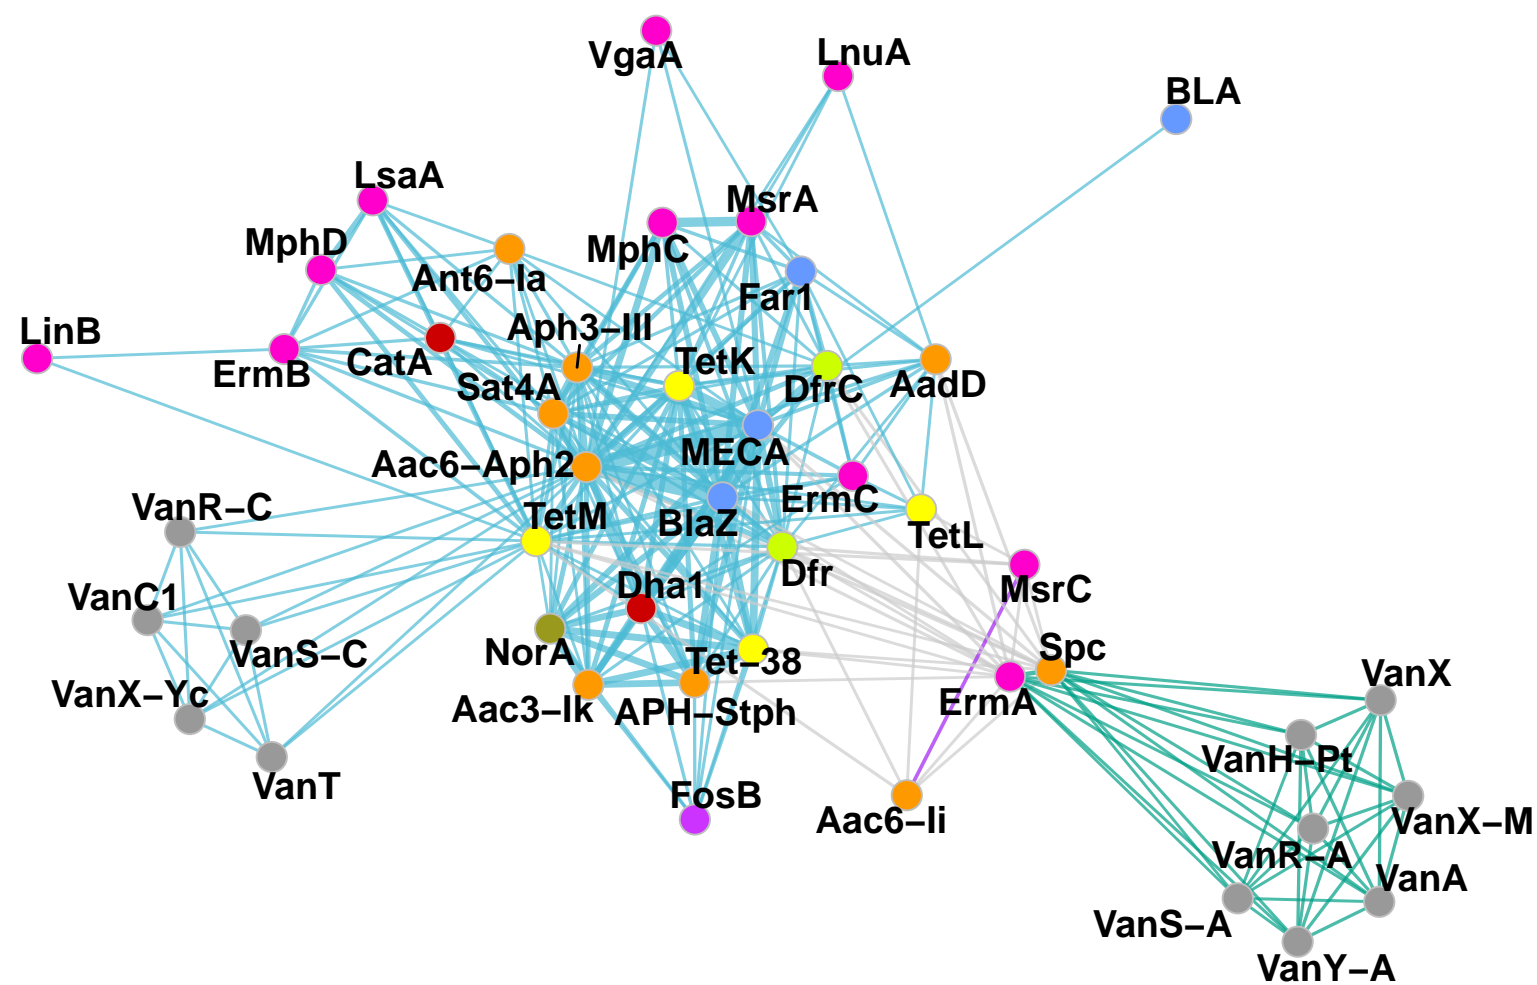 VgaA
LnuA
BLA
LsaA
MsrA
MphD
MphC
Ant6–Ia
Far1
LinB
Aph3–III
CatA
TetK
ErmB
Sat4A
DfrC
AadD
MECA
Aac6–Aph2
ErmC
VanR–C
TetM
BlaZ
TetL
Dfr
Dha1
MsrC
VanC1
NorA
VanS–C
Tet–38
Spc
VanX
VanX–Yc
Aac3–Ik
APH–Stph
ErmA
VanH–Pt
VanT
FosB
Aac6–Ii
VanX–M
VanR–A
VanA
VanS–A
VanY–A